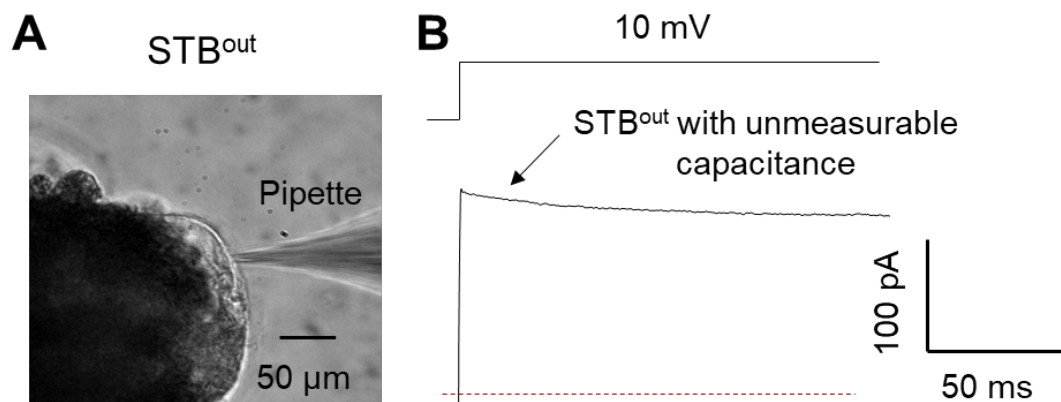 A
STB^out
Pipette
50 µm
B
10 mV
STB^out with unmeasurable
capacitance
100 pA
50 ms